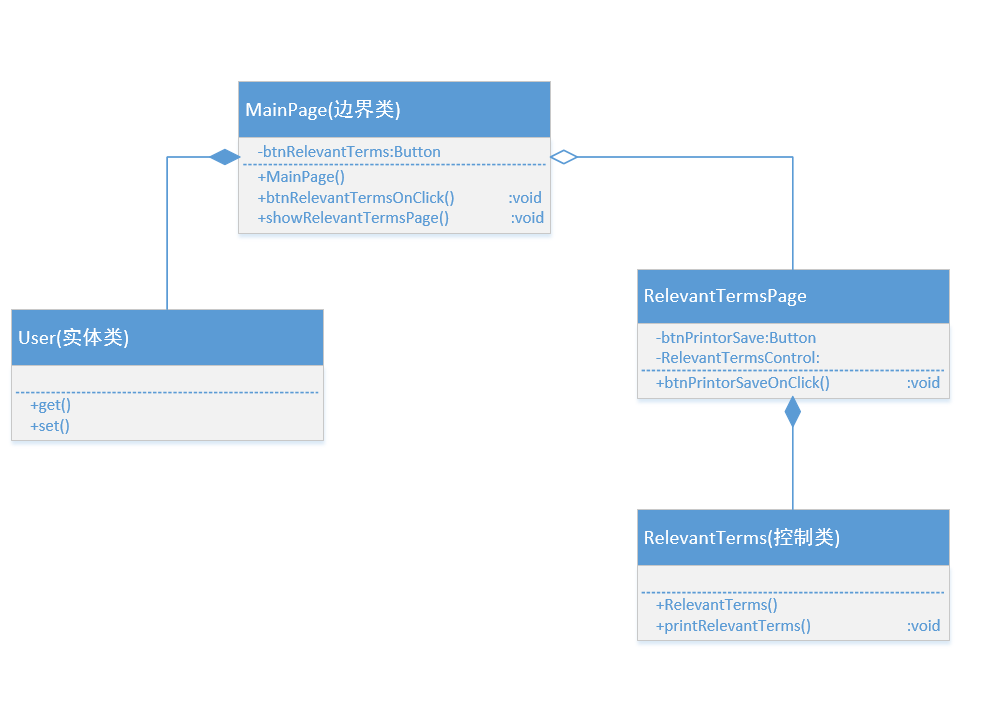 MainPage(边界类)
-btnRelevantTerms:Button
+MainPage()
+btnRelevantTermsOnClick() :void
+showRelevantTermsPage() :void
User(实体类)
+get()
+set()
RelevantTermsPage
-btnPrintorSave:Button
-RelevantTermsControl:
+btnPrintorSaveOnClick() :void
RelevantTerms(控制类)
+RelevantTerms()
+printRelevantTerms() :void